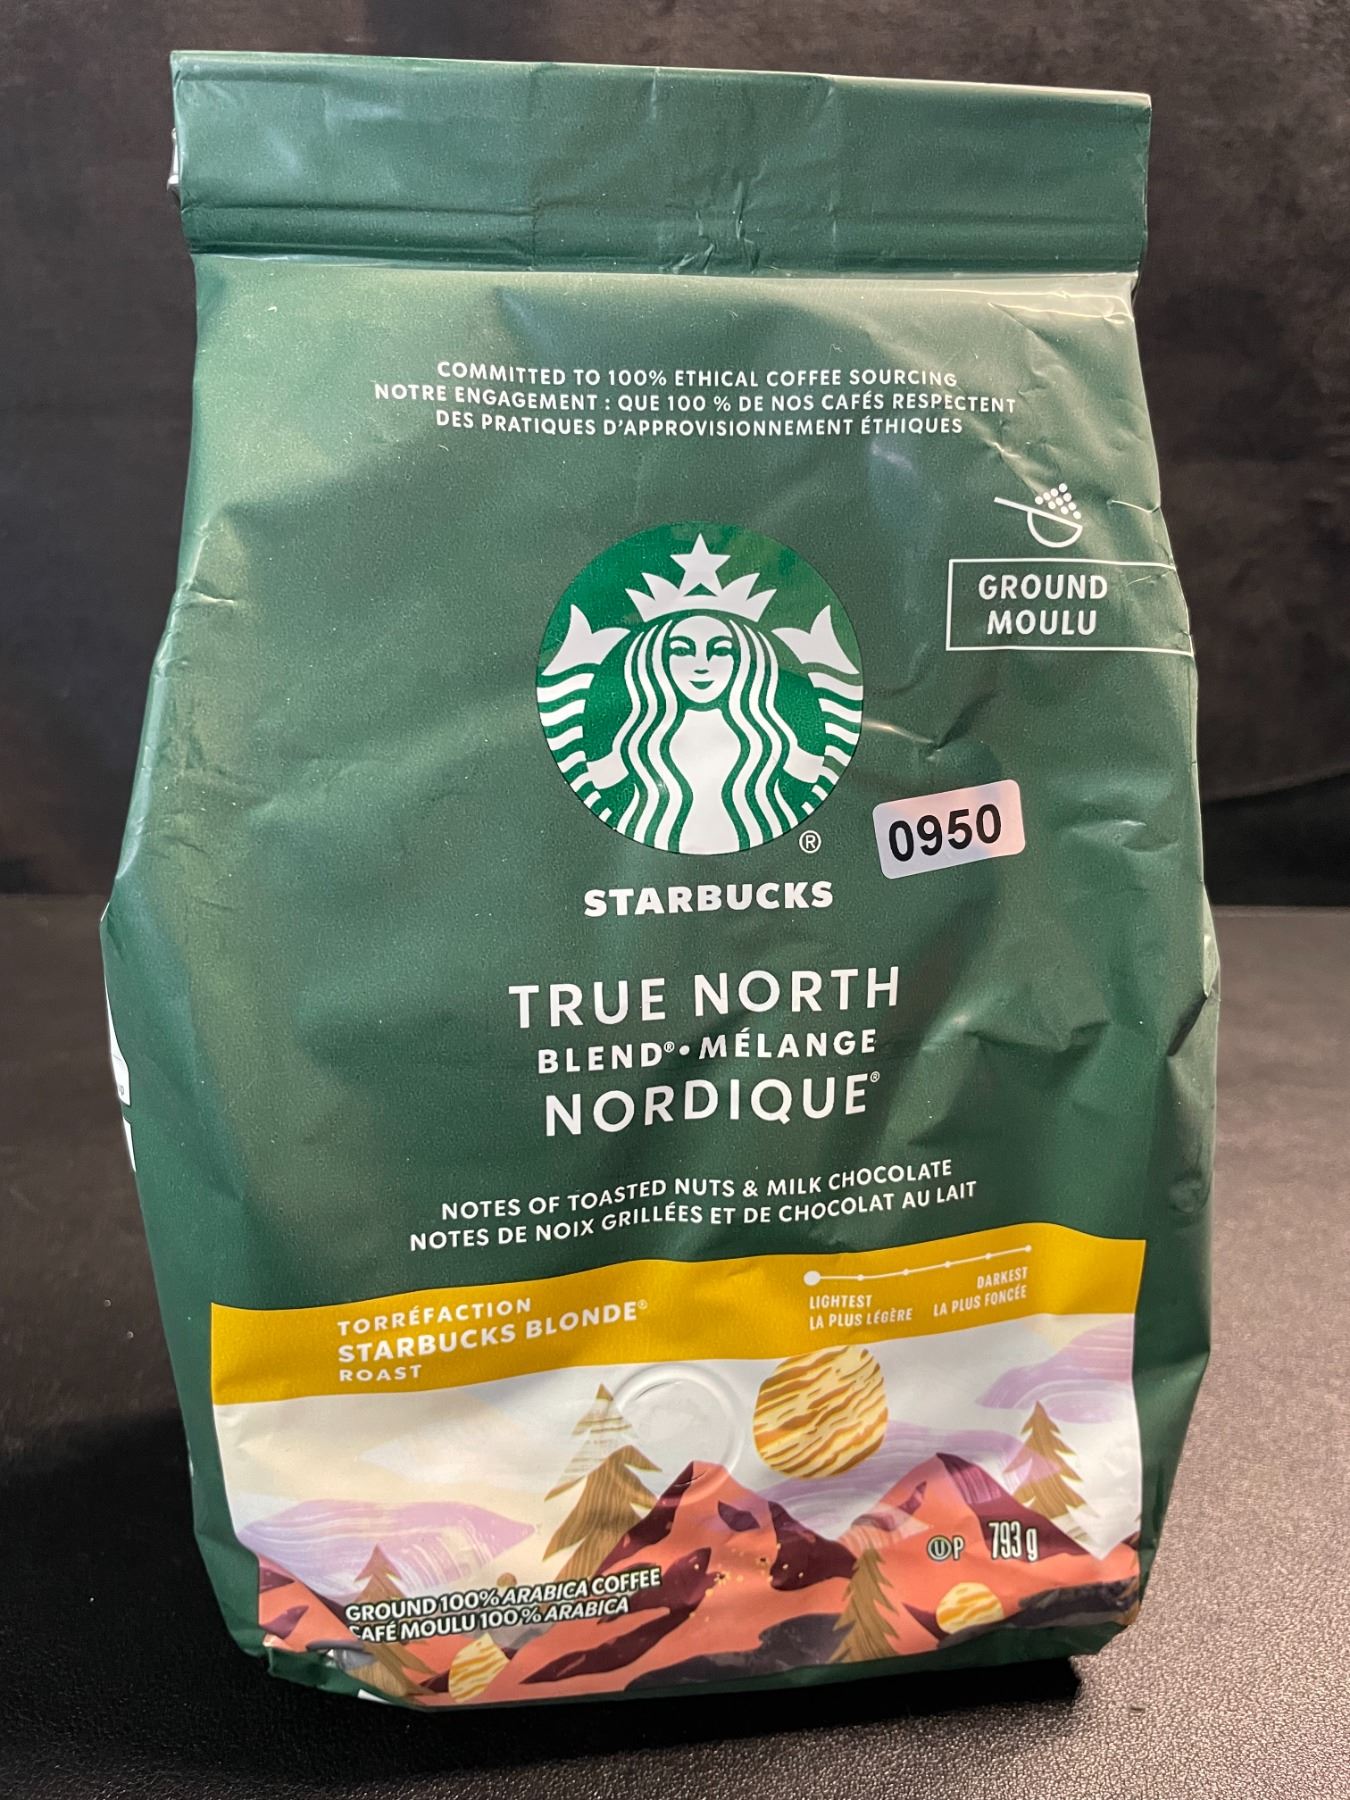 COMMITTED TO 100% ETHICAL COFFEE SOURCING
NOTRE ENGAGEMENT : QUE 100 % DE NOS CAFÉS RESPECTENT
DES PRATIQUES D'APPROVISIONNEMENT ÉTHIQUES
GROUND
MOULU
0950
®
STARBUCKS
TRUE NORTH
BLEND®•MÉLANGE
NORDIQUE®
NOTES OF TOASTED NUTS & MILK CHOCOLATE
NOTES DE NOIX GRILLÉES ET DE CHOCOLAT AU LAIT
TORRÉFACTION
STARBUCKS BLONDE®
ROAST
LIGHTEST
LA PLUS LÉGÈRE
DARKEST
LA PLUS FONCÉE
U P 793 g
GROUND 100% ARABICA COFFEE
CAFÉ MOULU 100% ARABICA